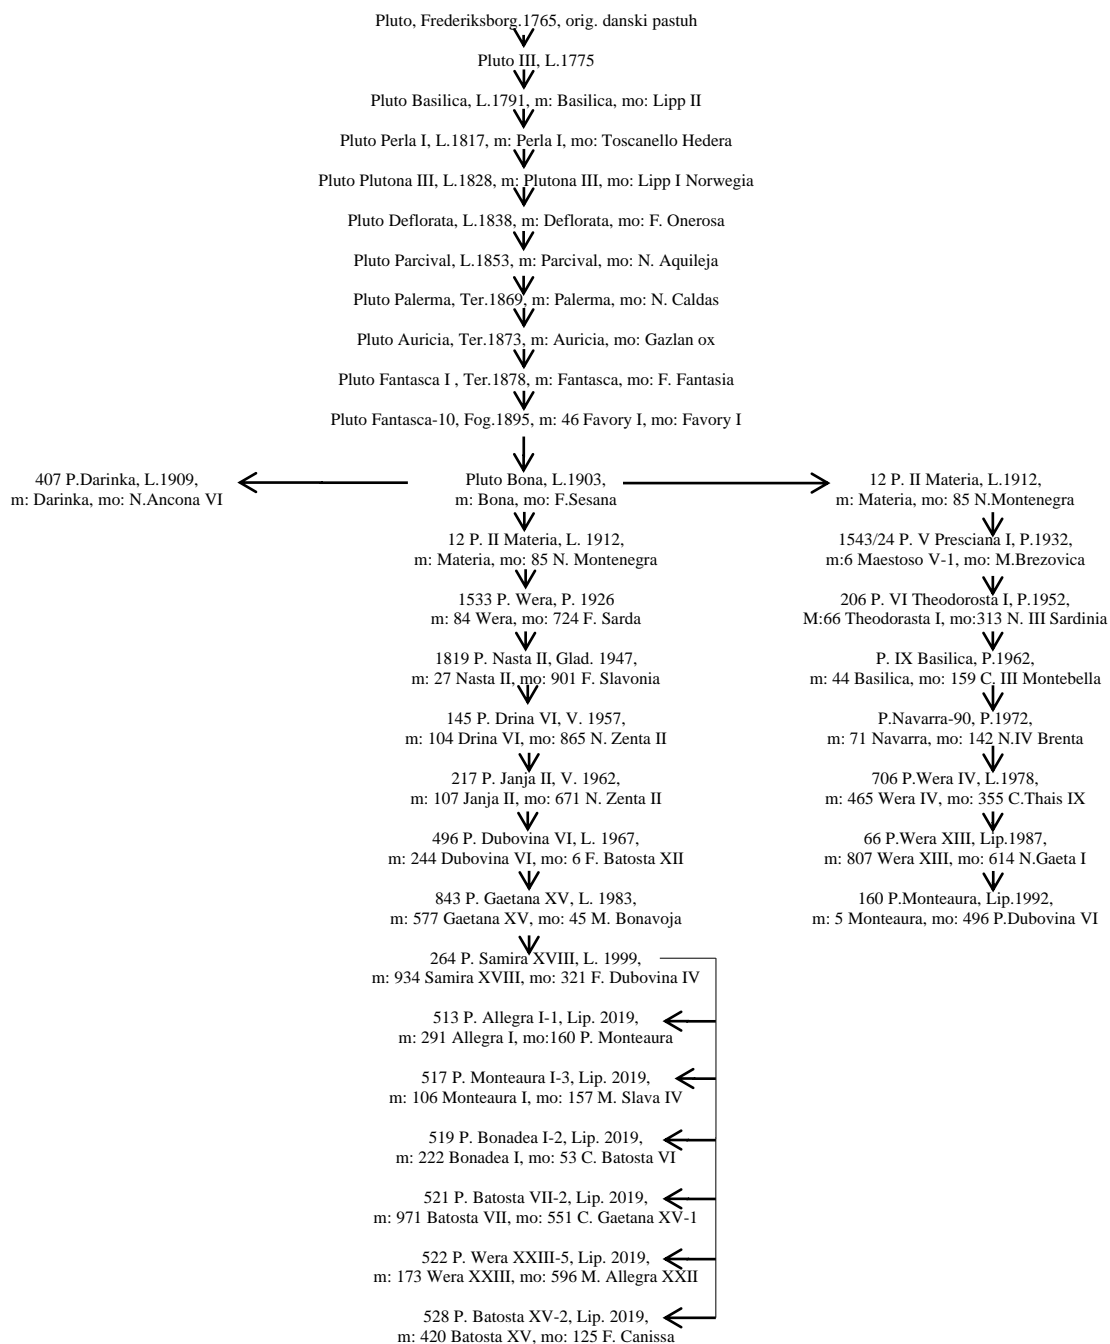 Pluto, Frederiksborg.1765, orig. danski pastuh
Pluto III, L.1775
Pluto Basilica, L.1791, m: Basilica, mo: Lipp II
Pluto Perla I, L.1817, m: Perla I, mo: Toscanello Hedera
Pluto Plutona III, L.1828, m: Plutona III, mo: Lipp I Norwegia
Pluto Deflorata, L.1838, m: Deflorata, mo: F. Onerosa
Pluto Parcival, L.1853, m: Parcival, mo: N. Aquileja
Pluto Palerma, Ter.1869, m: Palerma, mo: N. Caldas
Pluto Auricia, Ter.1873, m: Auricia, mo: Gazlan ox
Pluto Fantasca I , Ter.1878, m: Fantasca, mo: F. Fantasia
Pluto Fantasca-10, Fog.1895, m: 46 Favory I, mo: Favory I
407 P.Darinka, L.1909,
m: Darinka, mo: N.Ancona VI
Pluto Bona, L.1903,
m: Bona, mo: F.Sesana
12 P. II Materia, L. 1912,
m: Materia, mo: 85 N. Montenegra
1533 P. Wera, P. 1926
m: 84 Wera, mo: 724 F. Sarda
1819 P. Nasta II, Glad. 1947,
m: 27 Nasta II, mo: 901 F. Slavonia
145 P. Drina VI, V. 1957,
m: 104 Drina VI, mo: 865 N. Zenta II
217 P. Janja II, V. 1962,
m: 107 Janja II, mo: 671 N. Zenta II
496 P. Dubovina VI, L. 1967,
m: 244 Dubovina VI, mo: 6 F. Batosta XII
843 P. Gaetana XV, L. 1983,
m: 577 Gaetana XV, mo: 45 M. Bonavoja
264 P. Samira XVIII, L. 1999,
m: 934 Samira XVIII, mo: 321 F. Dubovina IV
513 P. Allegra I-1, Lip. 2019,
m: 291 Allegra I, mo:160 P. Monteaura
517 P. Monteaura I-3, Lip. 2019,
m: 106 Monteaura I, mo: 157 M. Slava IV
519 P. Bonadea I-2, Lip. 2019,
m: 222 Bonadea I, mo: 53 C. Batosta VI
521 P. Batosta VII-2, Lip. 2019,
m: 971 Batosta VII, mo: 551 C. Gaetana XV-1
522 P. Wera XXIII-5, Lip. 2019,
m: 173 Wera XXIII, mo: 596 M. Allegra XXII
528 P. Batosta XV-2, Lip. 2019,
m: 420 Batosta XV, mo: 125 F. Canissa
12 P. II Materia, L.1912,
m: Materia, mo: 85 N.Montenegra
1543/24 P. V Presciana I, P.1932,
m:6 Maestoso V-1, mo: M.Brezovica
206 P. VI Theodorosta I, P.1952,
M:66 Theodorasta I, mo:313 N. III Sardinia
P. IX Basilica, P.1962,
m: 44 Basilica, mo: 159 C. III Montebella
P.Navarra-90, P.1972,
m: 71 Navarra, mo: 142 N.IV Brenta
706 P.Wera IV, L.1978,
m: 465 Wera IV, mo: 355 C.Thais IX
66 P.Wera XIII, Lip.1987,
m: 807 Wera XIII, mo: 614 N.Gaeta I
160 P.Monteaura, Lip.1992,
m: 5 Monteaura, mo: 496 P.Dubovina VI